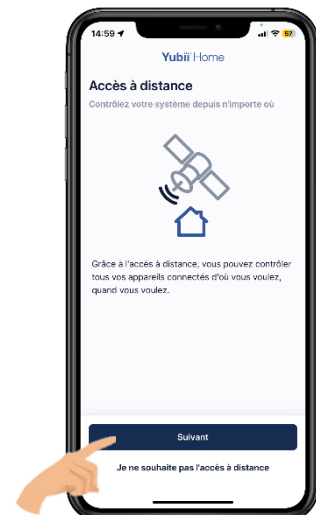 14:59
57
Yubii Home
Accès à distance
Contrôlez votre système depuis n'importe où
Grâce à l'accès à distance, vous pouvez contrôler
tous vos appareils connectés d'où vous voulez,
quand vous voulez.
Suivant
Je ne souhaite pas l'accès à distance